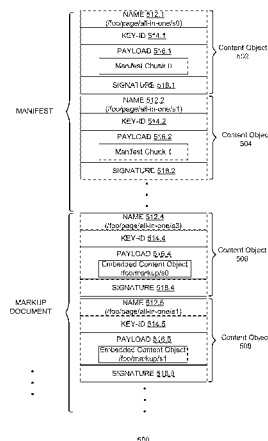 NAME 512.1
(/foo/page/all-in-one/s0)
KEY-ID 514.1
PAYLOAD 516.1
Manifest Chunk 0
SIGNATURE 518.1
Content Object
502
MANIFEST
NAME 512.2
(/foo/page/all-in-one/s1)
KEY-ID 514.2
PAYLOAD 516.2
Manifest Chunk 1
SIGNATURE 518.2
Content Objec
504
NAME 512.4
(/foo/page/all-in-one/s3)
KEY-ID 514.4
PAYLOAD 516.4
Embedded Content Object
/foo/markup/s0
SIGNATURE 518.4
Content Object
506
MARKUP
DOCUMENT
(/foo/page/all-in-one/s1)
KEY-ID 514.5
PAYLOAD 516.5
Embedded Content Object
/foo/markup/s1
SIGNATURE 518.5
Content Object
508
500